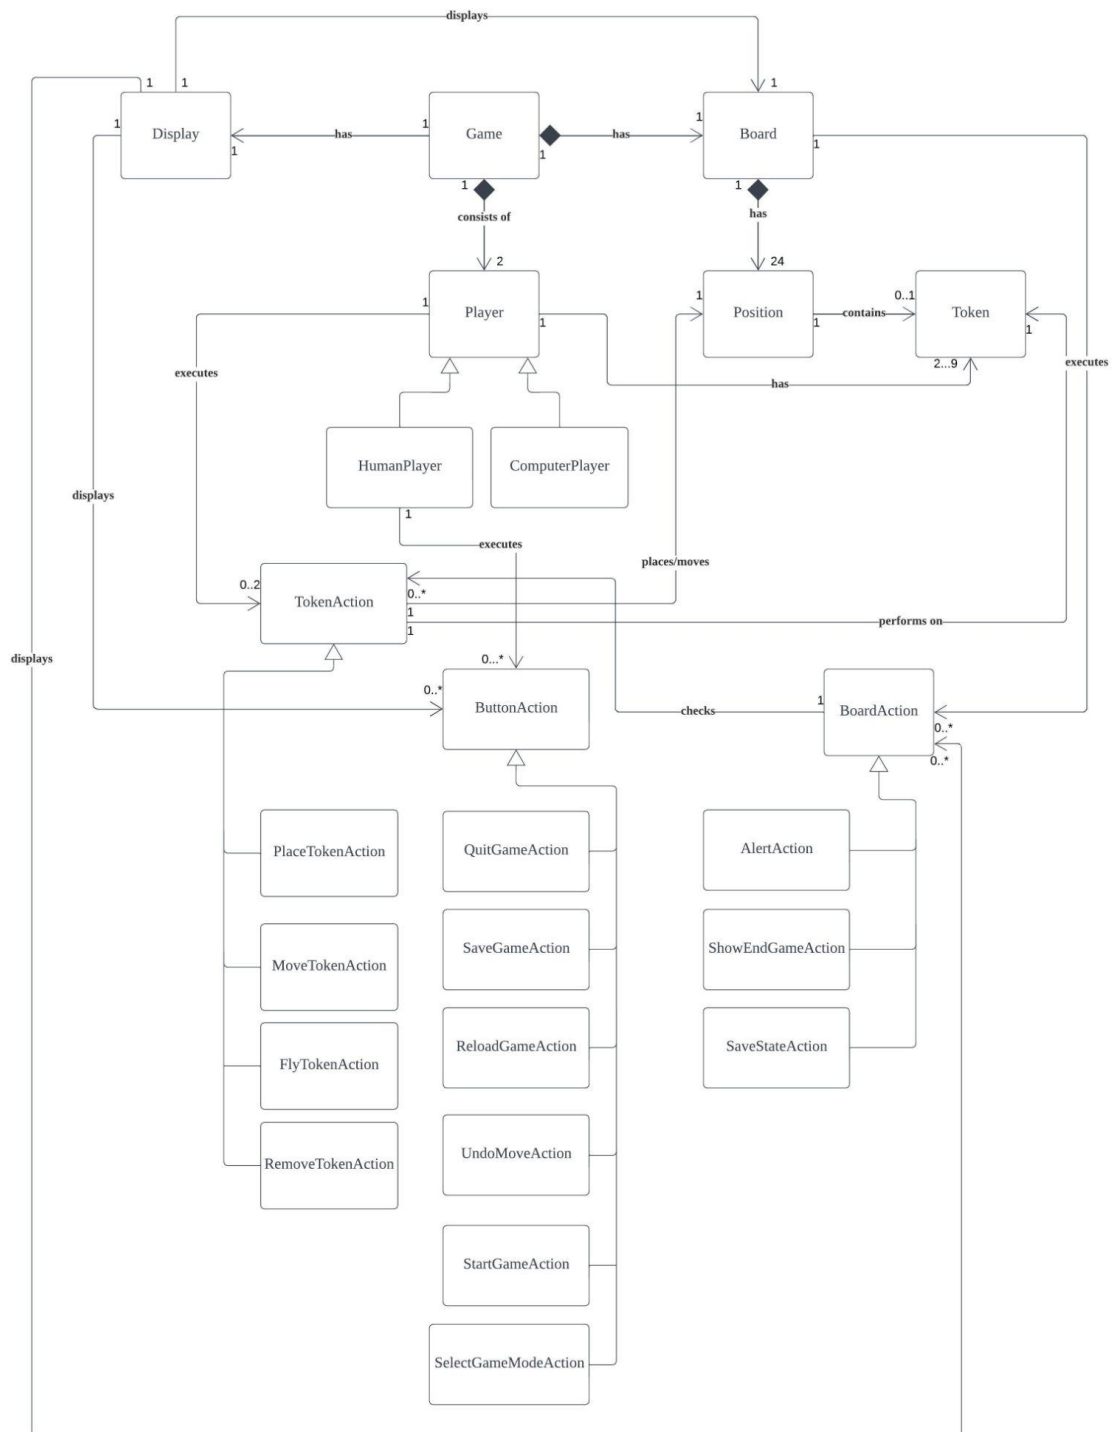 displays
1
1
1
1
Display
1
has
1
Game
1
has
1
Board
1
1
1
consists of
2
1
has
24
1
Player
1
1
Position
1
contains
0..1
Token
1
2...9
has
executes
executes
HumanPlayer
ComputerPlayer
1
displays
executes
places/moves
0..2
TokenAction
0..*
1
1
performs on
displays
0...*
0..*
ButtonAction
checks
1
BoardAction
0..*
0..*
PlaceTokenAction
QuitGameAction
AlertAction
MoveTokenAction
SaveGameAction
ShowEndGameAction
FlyTokenAction
ReloadGameAction
SaveStateAction
RemoveTokenAction
UndoMoveAction
StartGameAction
SelectGameModeAction